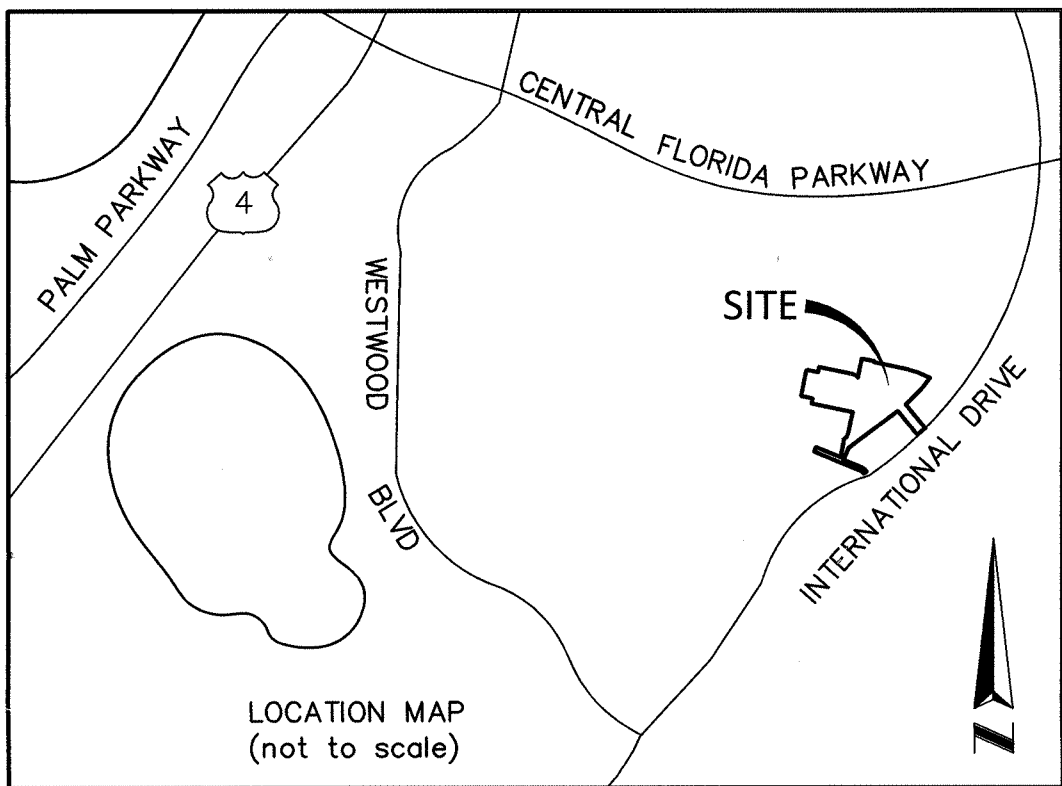 CENTRAL FLORIDA PARKWAY
PALM PARKWAY
4
WESTWOOD
BLVD
SITE
INTERNATIONAL DRIVE
LOCATION MAP
(not to scale)
N